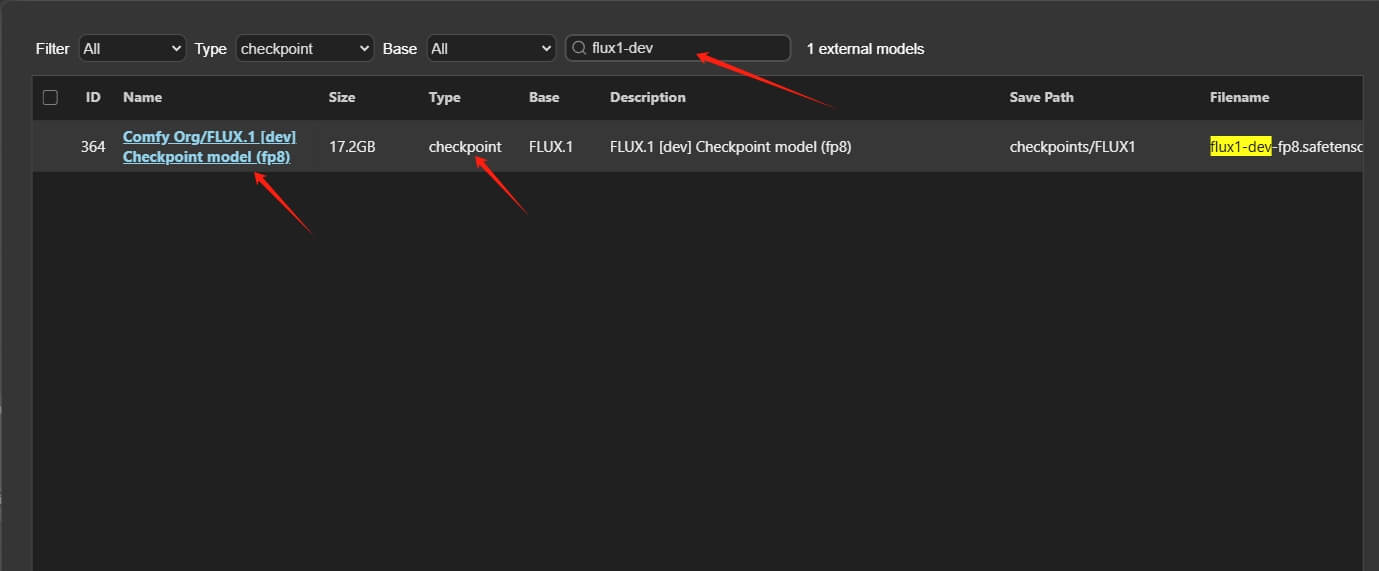 Filter All Type checkpoint Base All flux1-dev 1 external models
ID Name Size Type Base Description Save Path Filename
364 Comfy Org/FLUX.1 [dev] Checkpoint model (fp8) 17.2GB checkpoint FLUX.1 FLUX.1 [dev] Checkpoint model (fp8) checkpoints/FLUX1 flux1-dev-fp8.safetensc